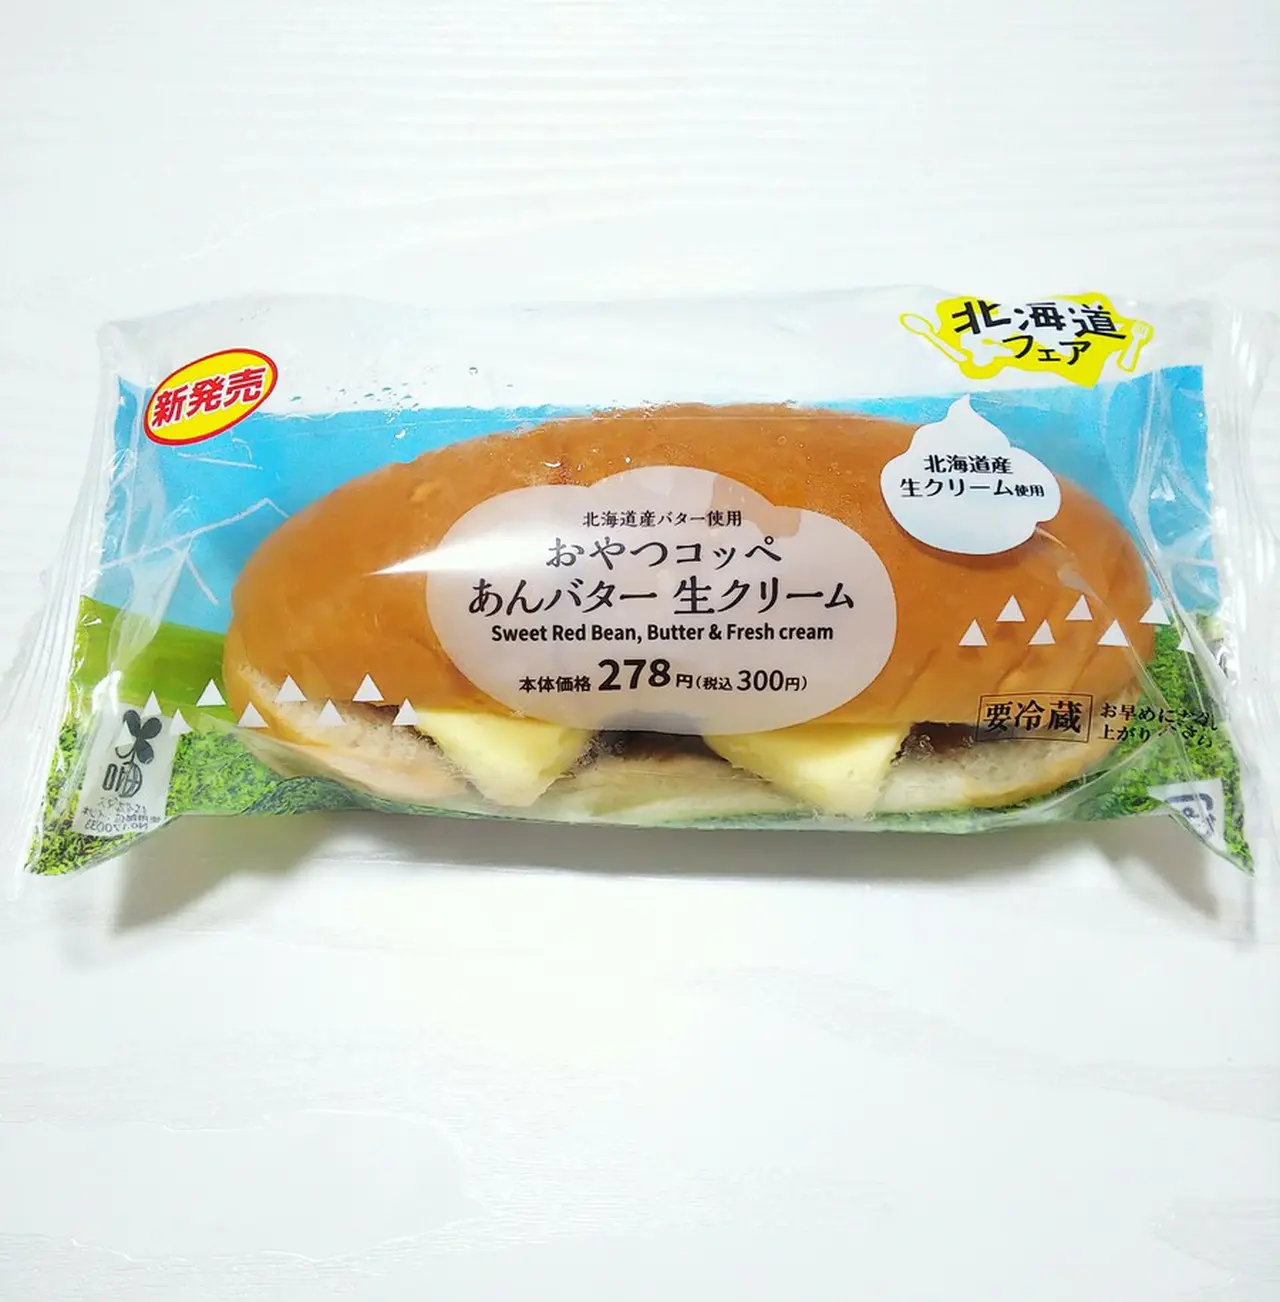 新発売
北海道
フェア
北海道産
生クリーム使用
北海道産バター使用
おやつコッペ
あんバター 生クリーム
Sweet Red Bean, Butter & Fresh cream
本体価格 278円(税込300円)
要冷蔵
お早めに
上がり
No.170033